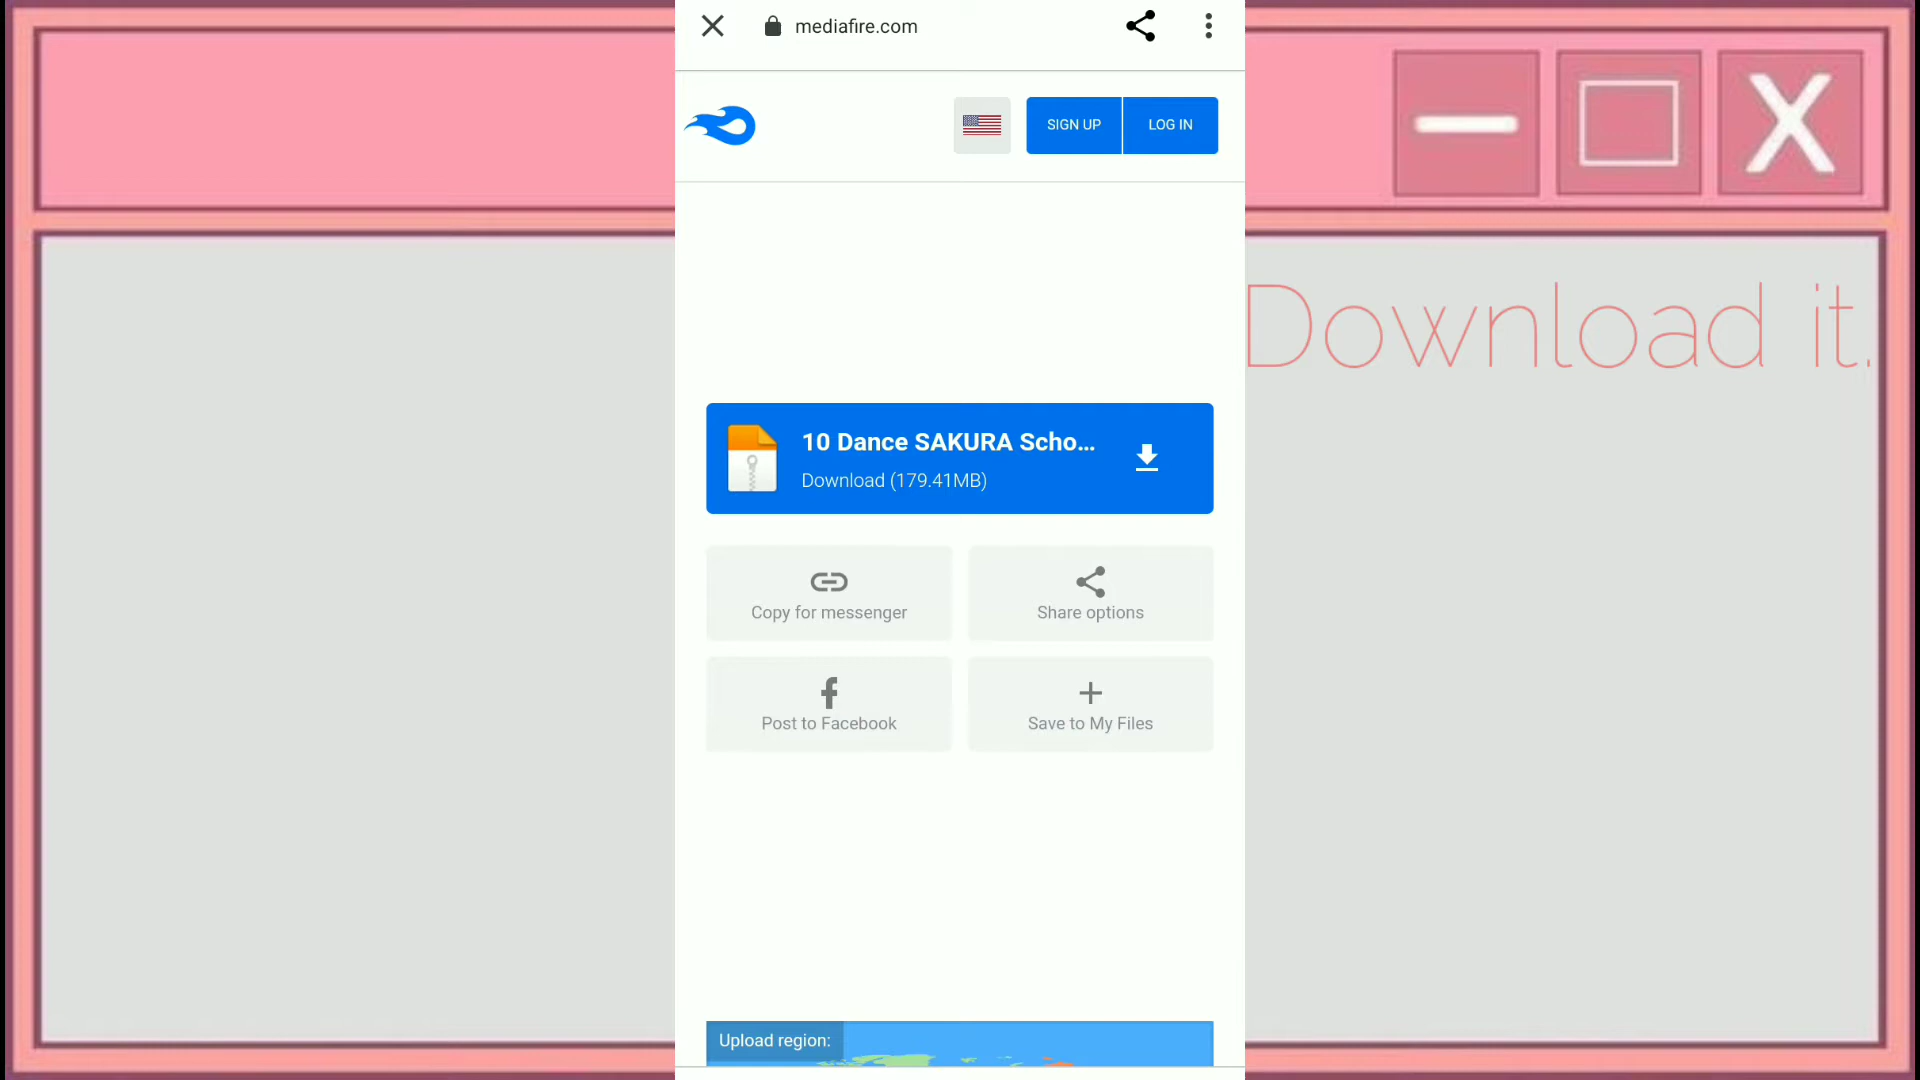 mediafire.com
SIGN UP
LOG IN
Download it.
10 Dance SAKURA Scho...
Download (179.41MB)
Copy for messenger
Share options
Post to Facebook
Save to My Files
Upload region: